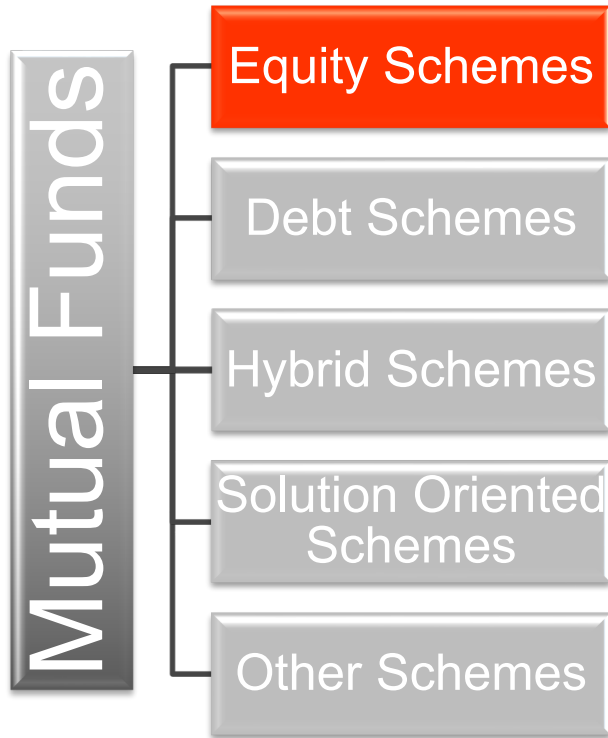 Mutual Funds
Equity Schemes
Debt Schemes
Hybrid Schemes
Solution Oriented
Schemes
Other Schemes